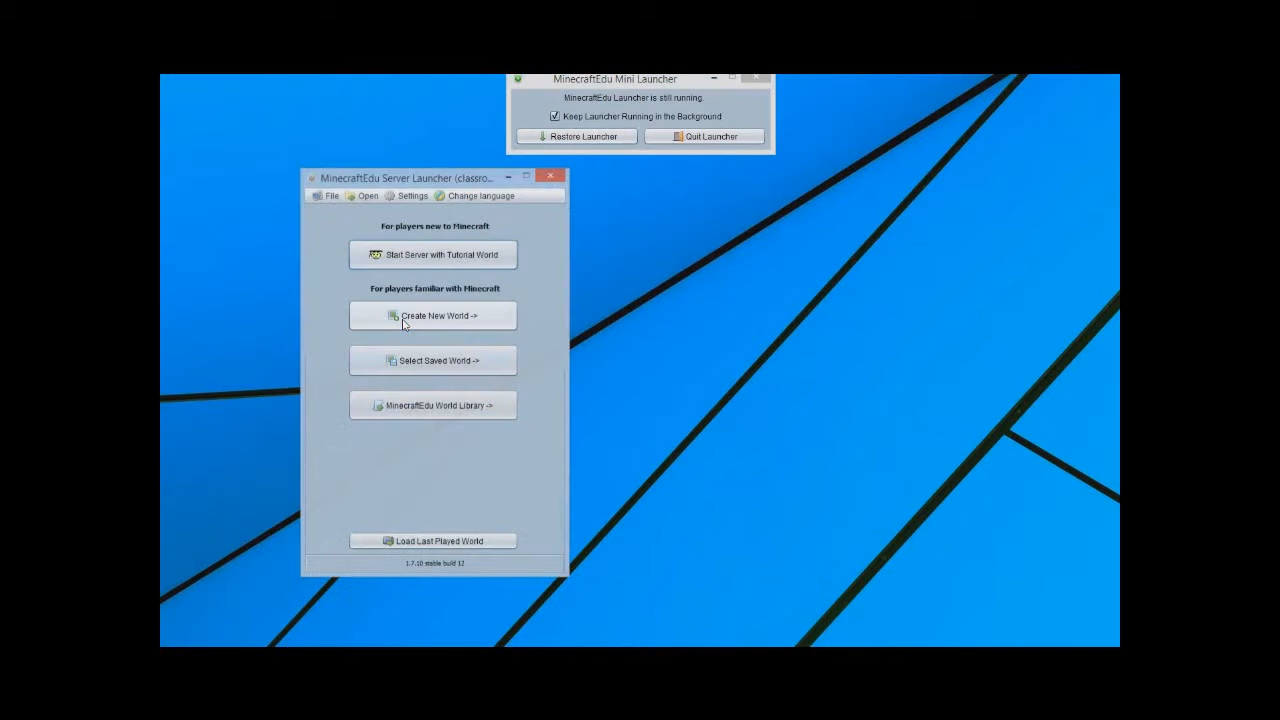 MinecraftEdu Mini Launcher
MinecraftEdu Launcher is still running.
Keep Launcher Running in the Background
Restore Launcher
Quit Launcher
MinecraftEdu Server Launcher (classro...
File Open Settings Change language
For players new to Minecraft
Start Server with Tutorial World
For players familiar with Minecraft
Create New World ->
Select Saved World ->
MinecraftEdu World Library ->
Load Last Played World
1.7.10 stable build 12